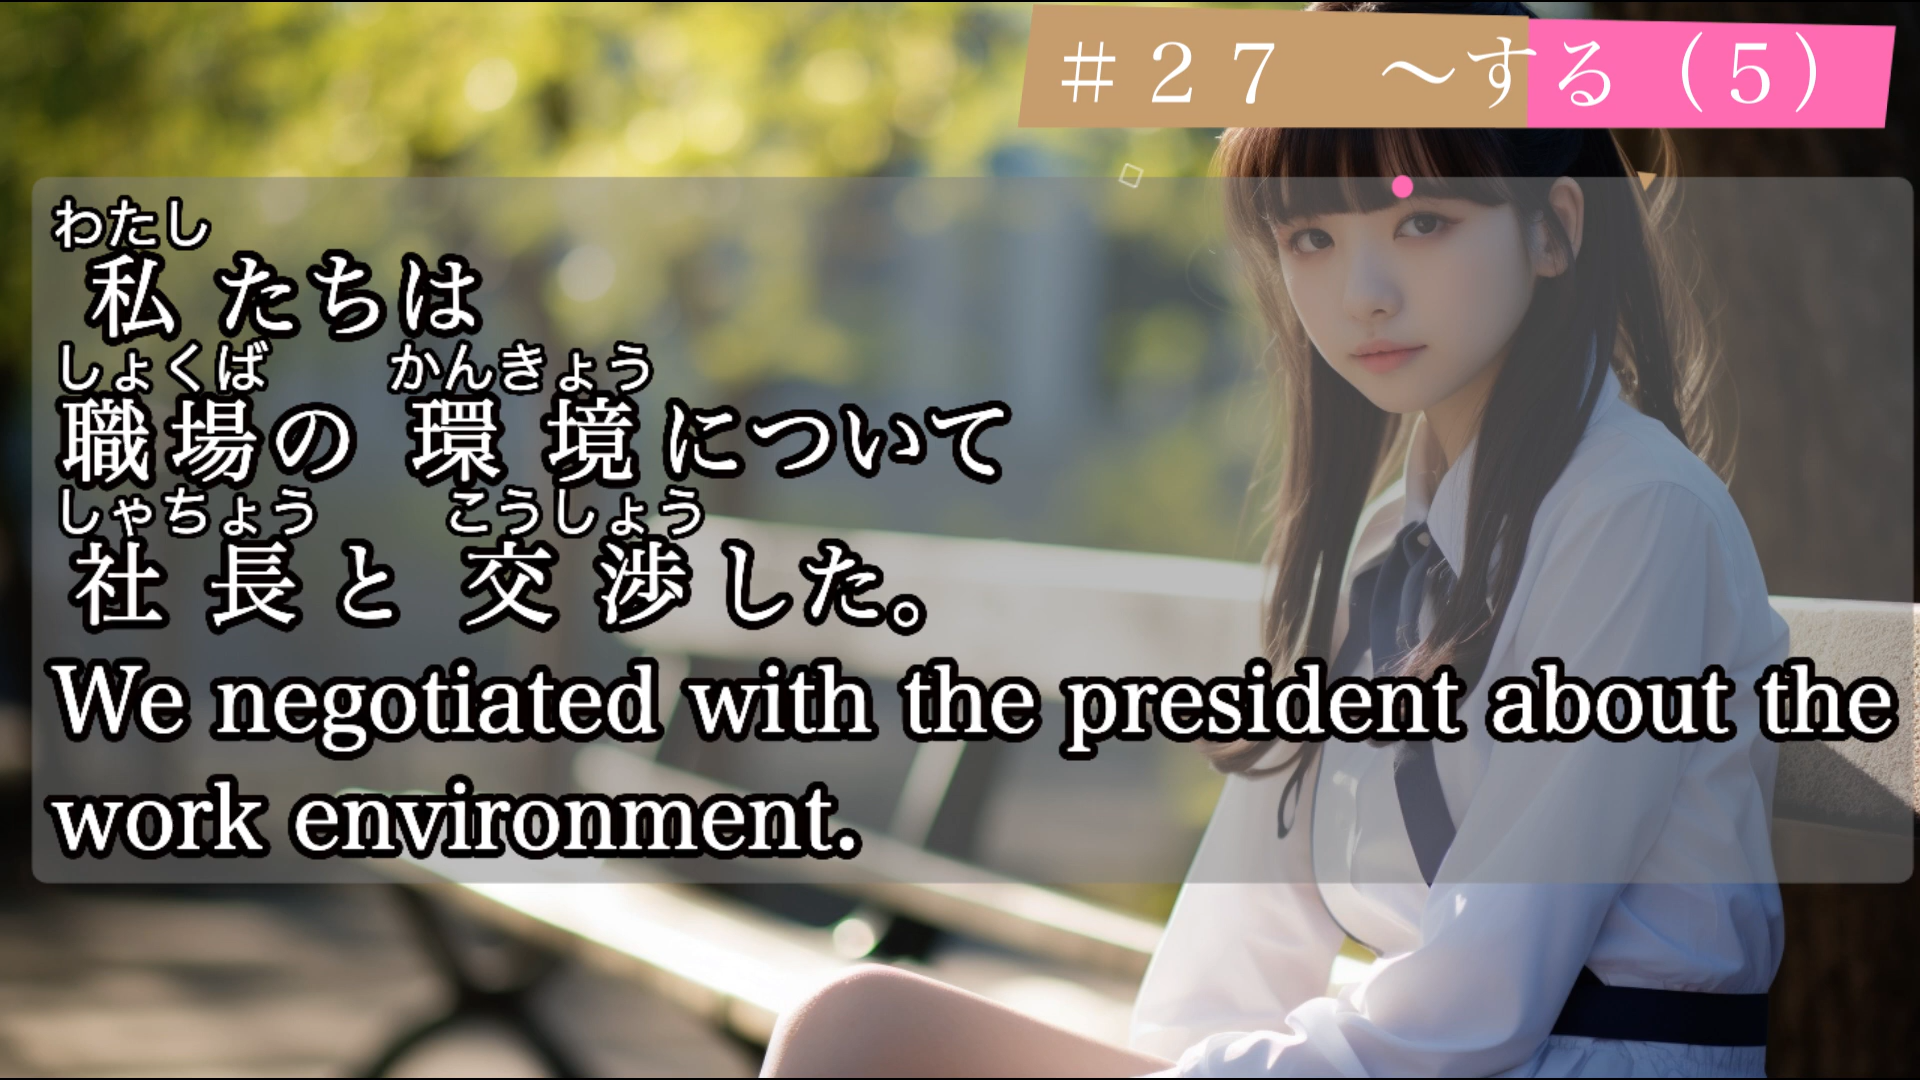 ＃２７　～する（５）
わたし
私たちは
しょくば　かんきょう
職場の環境について
しゃちょう　こうしょう
社長と交渉した。
We negotiated with the president about the
work environment.